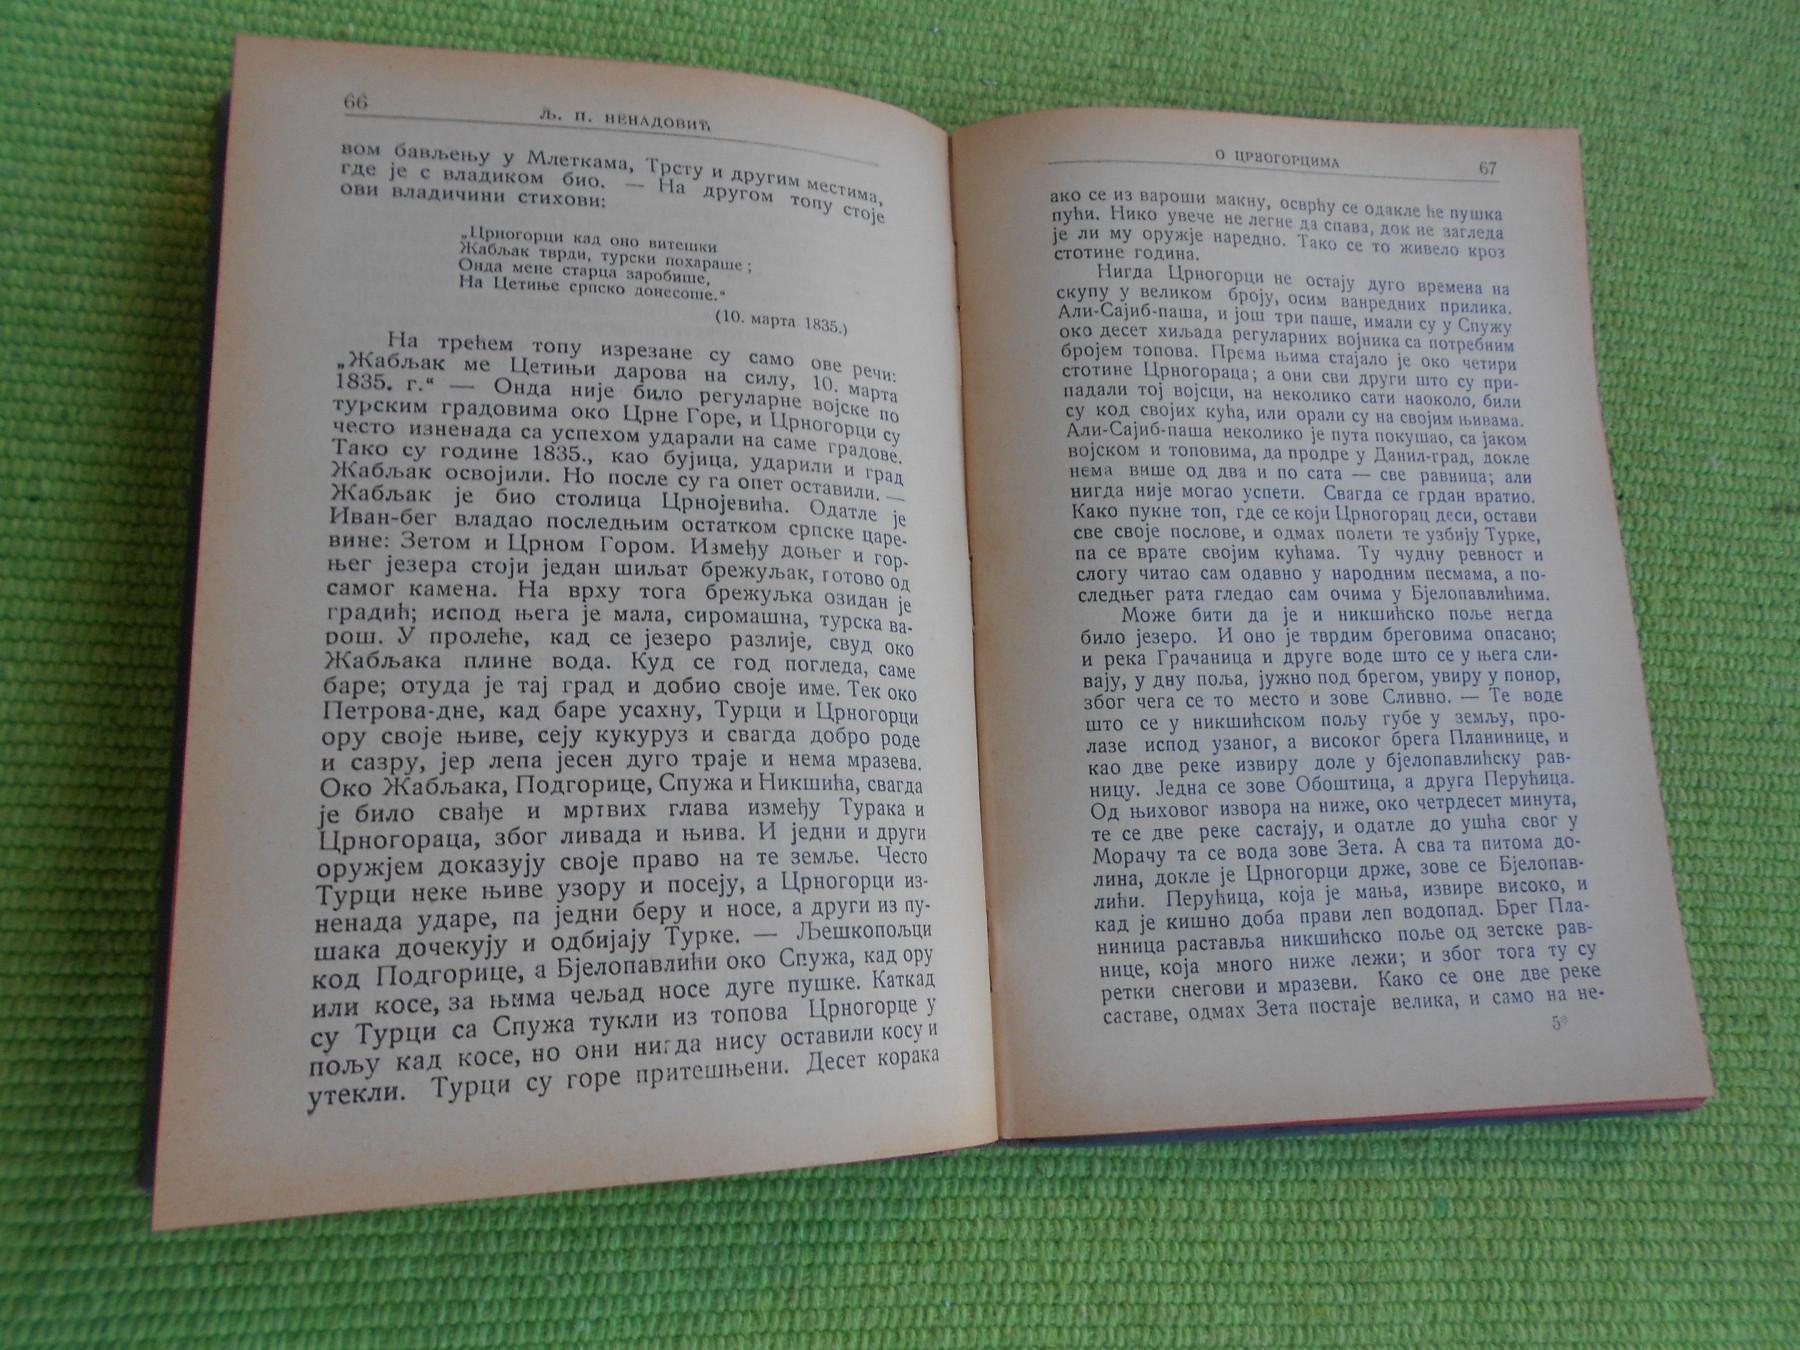 66
Љ. П. НЕНАДОВИЋ
вом бављењу у Млеткама, Трсту и другим местима,
где је с владиком био. — На другом топу стоје
ови владичини стихови:
„Црногорци кад оно витешки
Жабљак тврди, турски похараше;
Онда мене старца заробише,
На Цетиње српско донесоше.“
(10. марта 1835.)
На трећем топу изрезане су само ове речи:
„Жабљак ме Цетињи дарова на силу, 10. марта
1835. г.“ — Онда није било регуларне војске по
турским градовима око Црне Горе, и Црногорци су
често изненада са успехом ударали на саме градове.
Тако су године 1835., као бујица, ударили и град
Жабљак освојили. Но после су га опет оставили. —
Жабљак је био столица Црнојевића. Одатле је
Иван-бег владао последњим остатком српске царе-
вине: Зетом и Црном Гором. Између доњег и гор-
њег језера стоји један шиљат брежуљак, готово од
самог камена. На врху тога брежуљка озидан је
градић; испод њега је мала, сиромашна, турска ва-
рош. У пролеће, кад се језеро разлије, свуд око
Жабљака плине вода. Куд се год погледа, саме
баре; отуда је тај град и добио своје име. Тек око
Петрова-дне, кад баре усахну, Турци и Црногорци
ору своје њиве, сеју кукуруз и свагда добро роде
и сазру, јер лепа јесен дуго траје и нема мразева.
Око Жабљака, Подгорице, Спужа и Никшића, свагда
је било свађе и мртвих глава између Турака и
Црногораца, због ливада и њива. И једни и други
оружјем доказују своје право на те земље. Често
Турци неке њиве узору и посеју, а Црногорци из-
ненада ударе, па једни беру и носе, а други из пу-
шака дочекују и одбијају Турке. — Љешкопољци
код Подгорице, а Бјелопавлићи око Спужа, кад ору
или косе, за њима чељад носе дуге пушке. Каткад
су Турци са Спужа тукли из топова Црногорце у
пољу кад косе, но они нигда нису оставили косу и
утекли. Турци су горе притешњени. Десет корака
О ЦРНОГОРЦИМА
67
ако се из вароши макну, осврћу се одакле ће пушка
пући. Нико увече не легне да спава, док не загледа
је ли му оружје наредно. Тако се то живело кроз
стотине година.
Нигда Црногорци не остају дуго времена на
скупу у великом броју, осим ванредних прилика.
Али-Сајиб-паша, и још три паше, имали су у Спужу
око десет хиљада регуларних војника са потребним
бројем топова. Према њима стајало је око четири
стотине Црногораца; а они сви други што су при-
падали тој војсци, на неколико сати наоколо, били
су код својих кућа, или орали су на својим њивама.
Али-Сајиб-паша неколико је пута покушао, са јаком
војском и топовима, да продре у Данил-град, докле
нема више од два и по сата — све равница; али
нигда није могао успети. Свагда се грдан вратио.
Како пукне топ, где се који Црногорац деси, остави
све своје послове, и одмах полети те узбију Турке,
па се врате својим кућама. Ту чудну ревност и
слогу читао сам одавно у народним песмама, а по-
следњег рата гледао сам очима у Бјелопавлићима.
Може бити да је и никшићско поље негда
било језеро. И оно је тврдим бреговима опасано;
и река Грачаница и друге воде што се у њега сли-
вају, у дну поља, јужно под брегом, увиру у понор,
због чега се то место и зове Сливно. — Те воде
што се у никшићском пољу губе у земљу, про-
лазе испод узаног, а високог брега Планинице, и
као две реке извиру доле у бјелопавлићску рав-
ницу. Једна се зове Обоштица, а друга Перућица.
Од њиховог извора на ниже, око четрдесет минута,
те се две реке састају, и одатле до ушћа свог у
Морачу та се вода зове Зета. А сва та питома до-
лина, докле је Црногорци држе, зове се Бјелопав-
лићи. Перућица, која је мања, извире високо, и
кад је кишно доба прави леп водопад. Брег Пла-
ниница раставља никшићско поље од зетске рав-
нице, која много ниже лежи; и због тога ту су
ретки снегови и мразеви. Како се оне две реке
саставе, одмах Зета постаје велика, и само на не-
5*